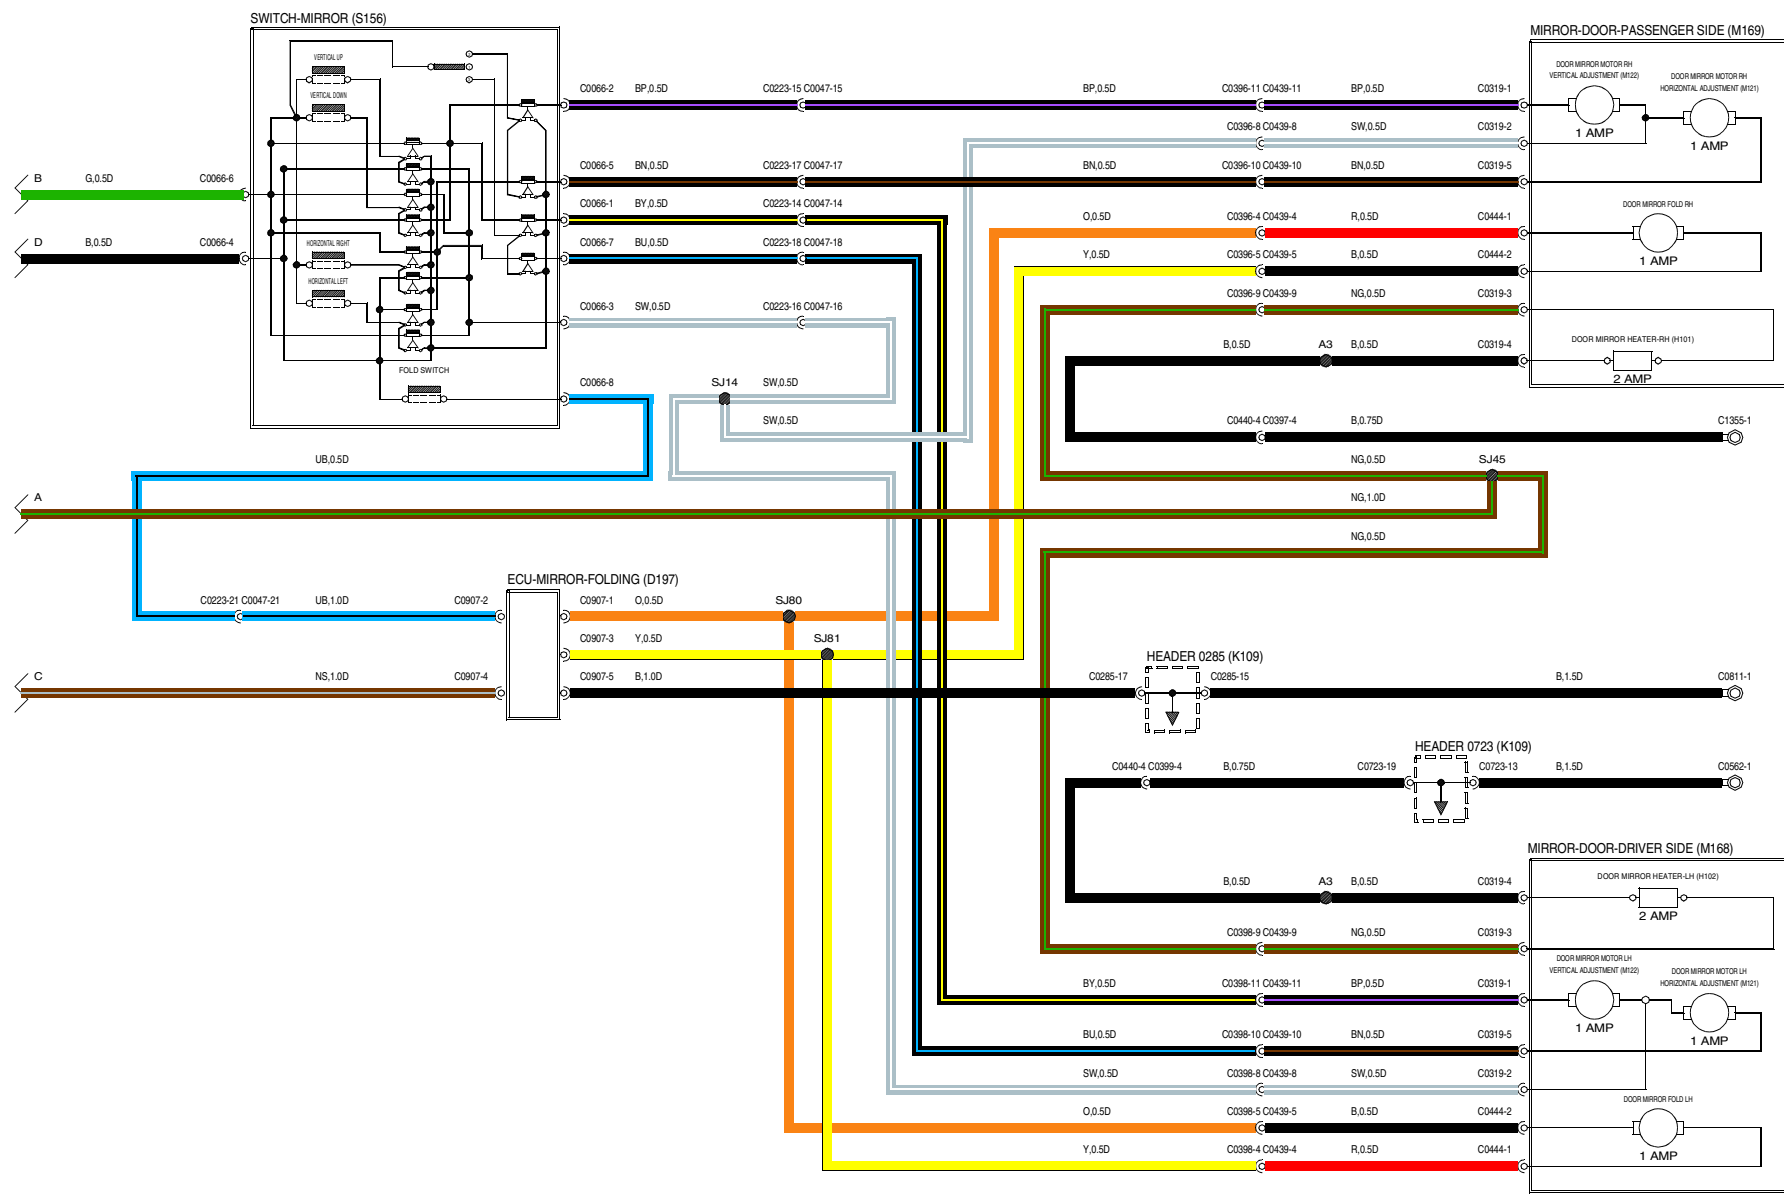 SWITCH-MIRROR (S156)
VERTICAL UP
VERTICAL DOWN
HORIZONTAL RIGHT
HORIZONTAL LEFT
FOLD SWITCH
MIRROR-DOOR-PASSENGER SIDE (M169)
DOOR MIRROR MOTOR RH
VERTICAL ADJUSTMENT (M122)
1 AMP
DOOR MIRROR MOTOR RH
HORIZONTAL ADJUSTMENT (M121)
1 AMP
DOOR MIRROR FOLD RH
1 AMP
DOOR MIRROR HEATER-RH (H101)
2 AMP
C0066-2 BP,0.5D C0223-15 C0047-15 BP,0.5D C0396-11 C0439-11 BP,0.5D C0319-1
C0396-8 C0439-8 SW,0.5D C0319-2
C0066-5 BN,0.5D C0223-17 C0047-17 BN,0.5D C0396-10 C0439-10 BN,0.5D C0319-5
B G,0.5D C0066-6
C0066-1 BY,0.5D C0223-14 C0047-14
O,0.5D C0396-4 C0439-4 R,0.5D C0444-1
D B,0.5D C0066-4
C0066-7 BU,0.5D C0223-18 C0047-18
Y,0.5D C0396-5 C0439-5 B,0.5D C0444-2
C0066-3 SW,0.5D C0223-16 C0047-16
C0396-9 C0439-9 NG,0.5D C0319-3
B,0.5D A3 B,0.5D C0319-4
C0066-8 SJ14 SW,0.5D
SW,0.5D
C0440-4 C0397-4 B,0.75D C1355-1
UB,0.5D
NG,0.5D SJ45
A NG,1.0D
NG,0.5D
ECU-MIRROR-FOLDING (D197)
C0223-21 C0047-21 UB,1.0D C0907-2
C0907-1 O,0.5D SJ80
C0907-3 Y,0.5D SJ81
C NS,1.0D C0907-4
C0907-5 B,1.0D C0285-17
HEADER 0285 (K109)
C0285-15 B,1.5D C0811-1
HEADER 0723 (K109)
C0440-4 C0399-4 B,0.75D C0723-19 C0723-13 B,1.5D C0562-1
MIRROR-DOOR-DRIVER SIDE (M168)
B,0.5D A3 B,0.5D C0319-4
DOOR MIRROR HEATER-LH (H102)
2 AMP
C0398-9 C0439-9 NG,0.5D C0319-3
DOOR MIRROR MOTOR LH
VERTICAL ADJUSTMENT (M122)
1 AMP
DOOR MIRROR MOTOR LH
HORIZONTAL ADJUSTMENT (M121)
1 AMP
BY,0.5D C0398-11 C0439-11 BP,0.5D C0319-1
BU,0.5D C0398-10 C0439-10 BN,0.5D C0319-5
SW,0.5D C0398-8 C0439-8 SW,0.5D C0319-2
DOOR MIRROR FOLD LH
1 AMP
O,0.5D C0398-5 C0439-5 B,0.5D C0444-2
Y,0.5D C0398-4 C0439-4 R,0.5D C0444-1